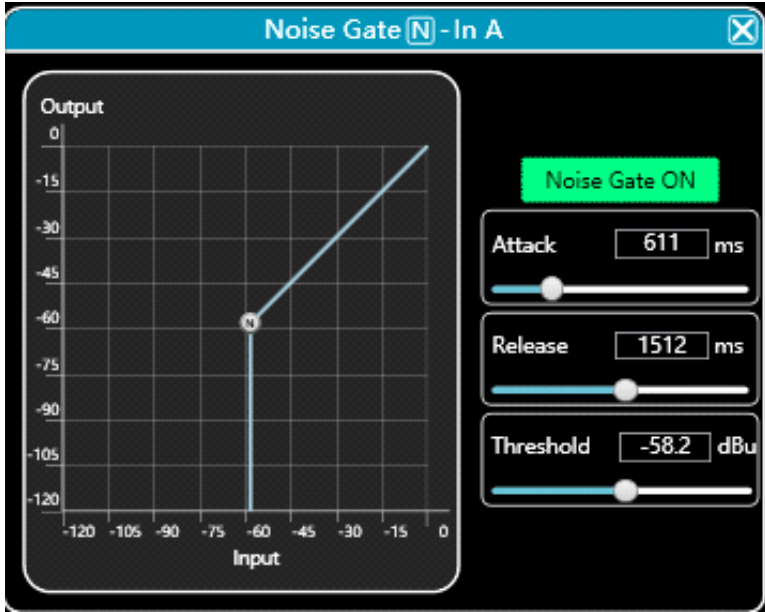 Noise Gate N - In A
Output
0
-15
-30
-45
-60
-75
-90
-105
-120
N
-120 -105 -90 -75 -60 -45 -30 -15 0
Input
Noise Gate ON
Attack 611 ms
Release 1512 ms
Threshold -58.2 dBu